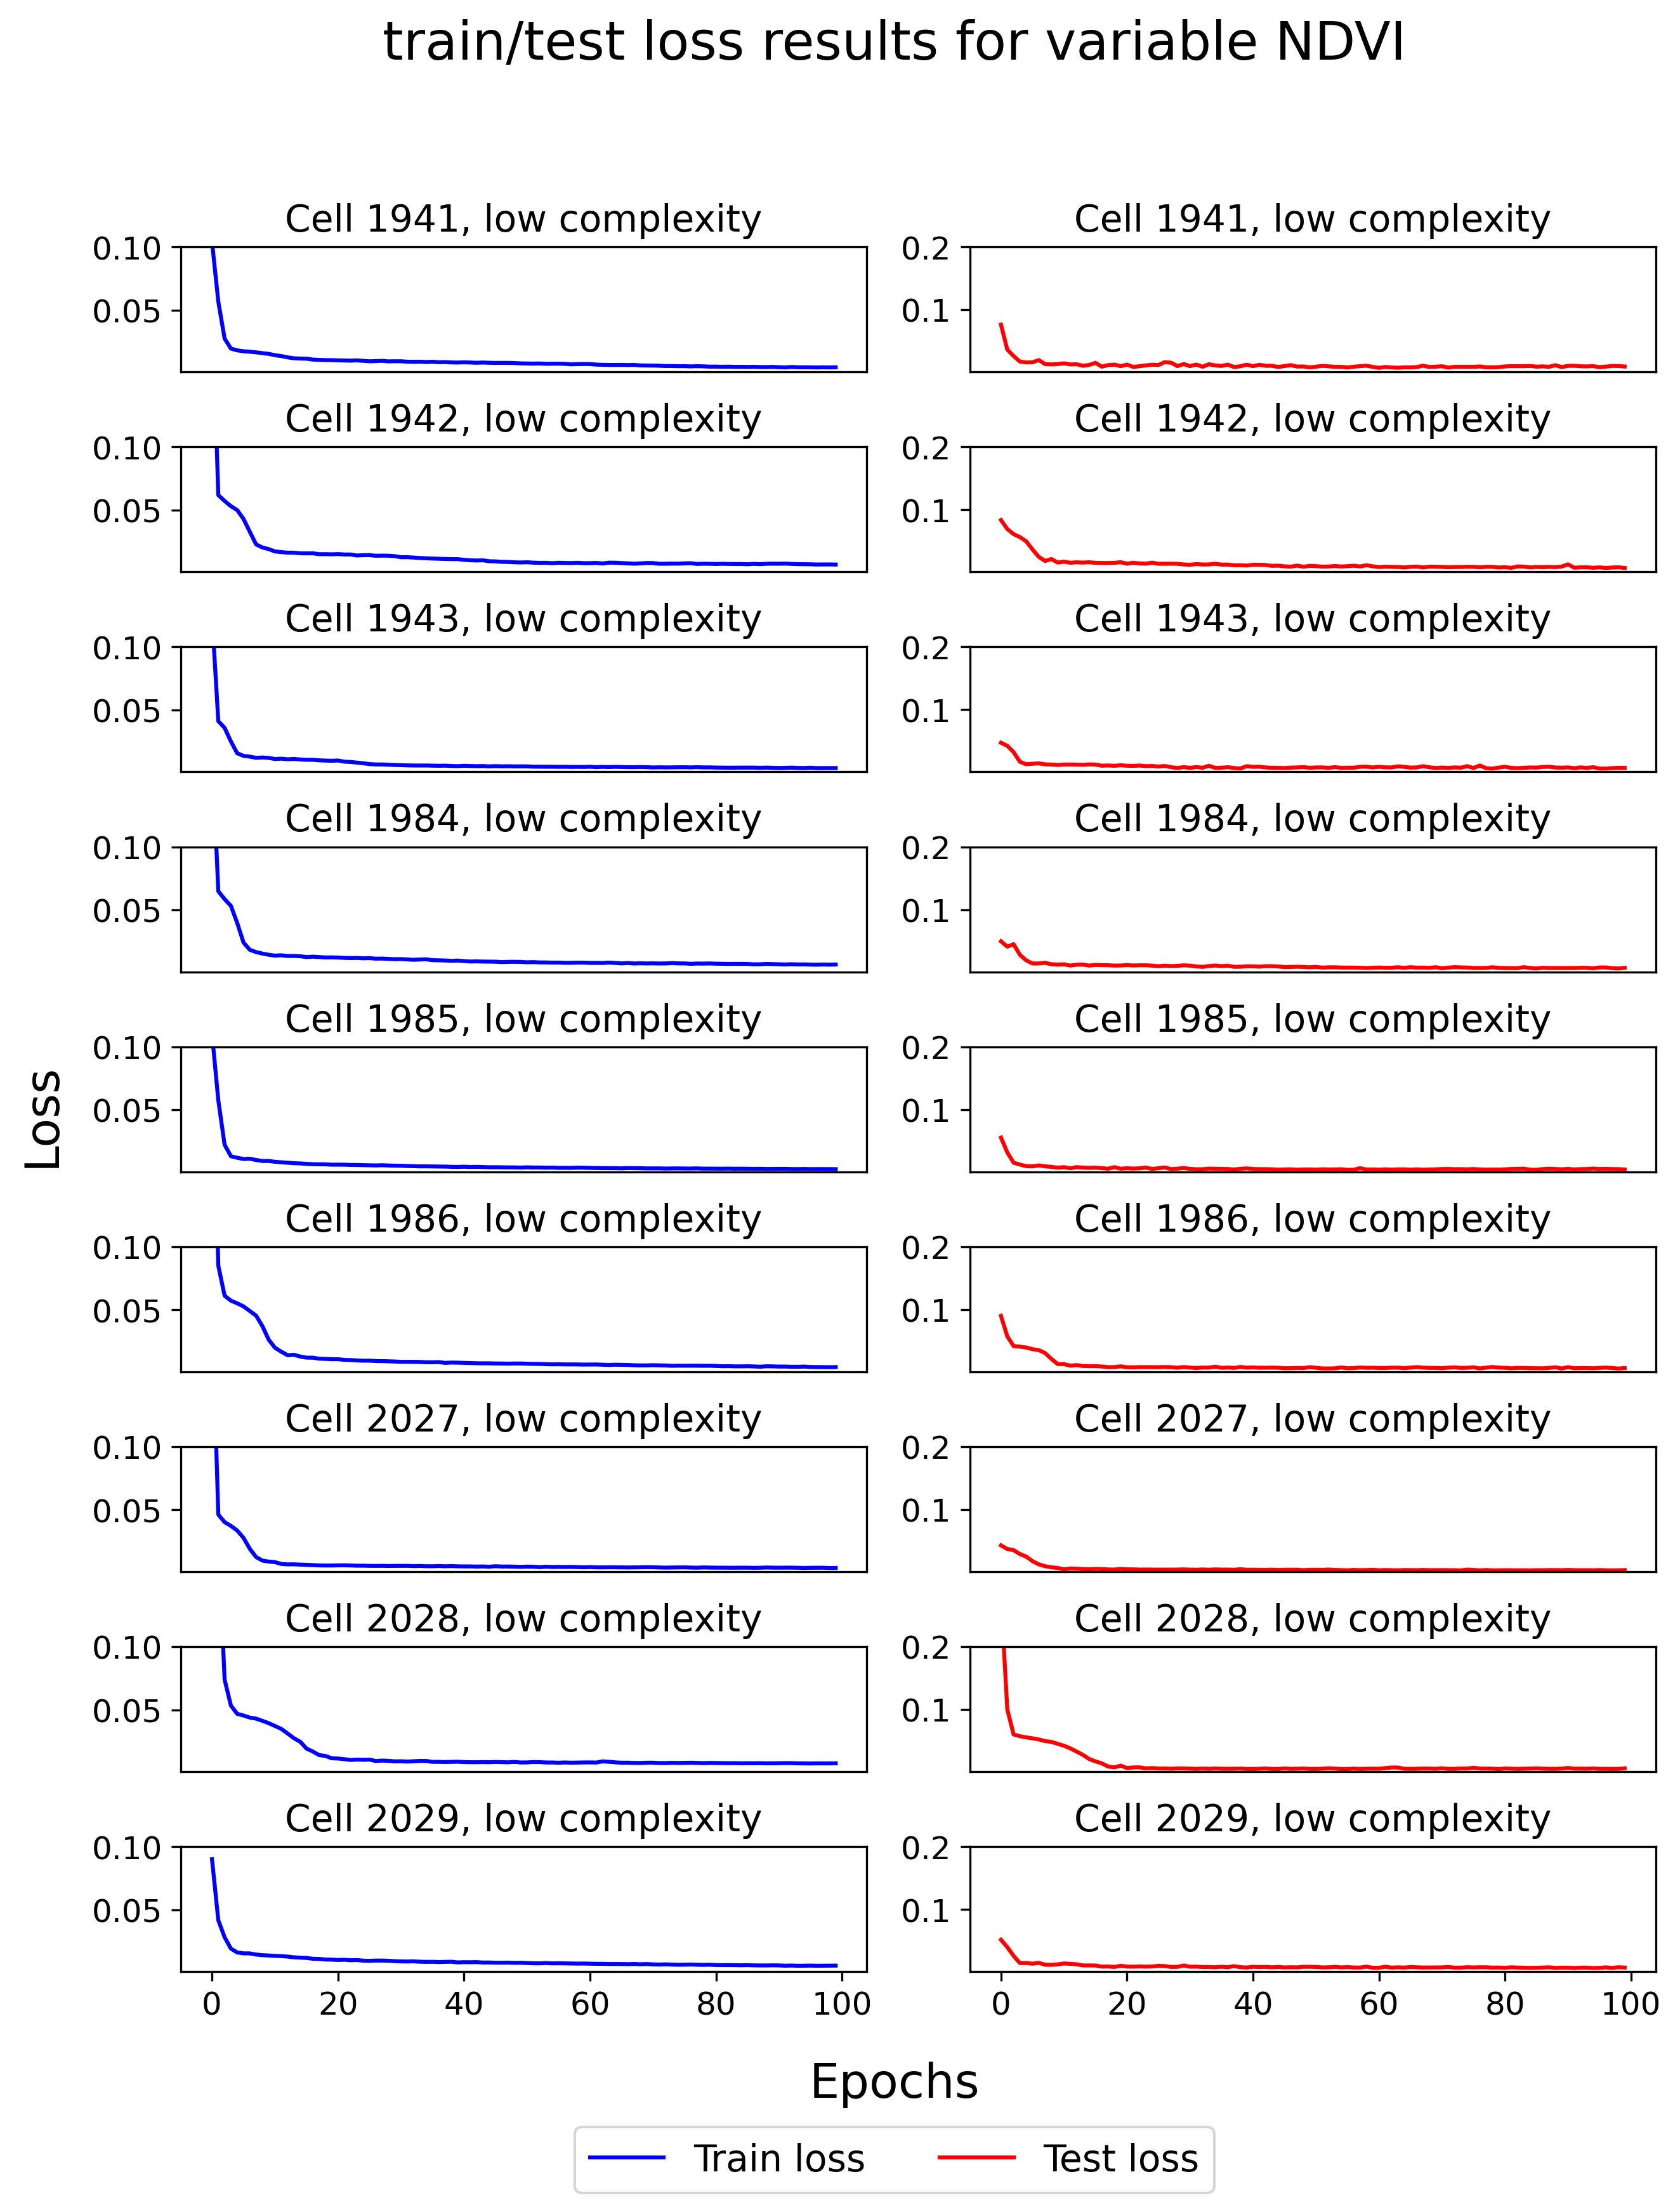 train/test loss results for variable NDVI
Cell 1941, low complexity
0.10
0.05
Cell 1941, low complexity
0.2
0.1
Cell 1942, low complexity
0.10
0.05
Cell 1942, low complexity
0.2
0.1
Cell 1943, low complexity
0.10
0.05
Cell 1943, low complexity
0.2
0.1
Cell 1984, low complexity
0.10
0.05
Cell 1984, low complexity
0.2
0.1
Cell 1985, low complexity
0.10
0.05
Cell 1985, low complexity
0.2
0.1
Loss
Cell 1986, low complexity
0.10
0.05
Cell 1986, low complexity
0.2
0.1
Cell 2027, low complexity
0.10
0.05
Cell 2027, low complexity
0.2
0.1
Cell 2028, low complexity
0.10
0.05
Cell 2028, low complexity
0.2
0.1
Cell 2029, low complexity
0.10
0.05
0 20 40 60 80 100
Cell 2029, low complexity
0.2
0.1
0 20 40 60 80 100
Epochs
Train loss
Test loss